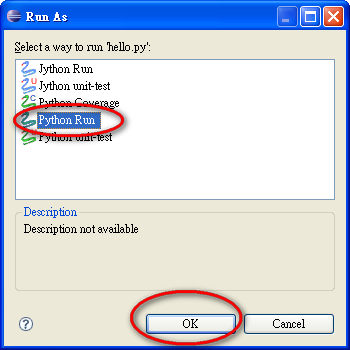 Run As
Select a way to run 'hello.py':
Jython Run
Jython unit-test
Python Coverage
Python Run
Python unit-test
Description
Description not available
OK
Cancel